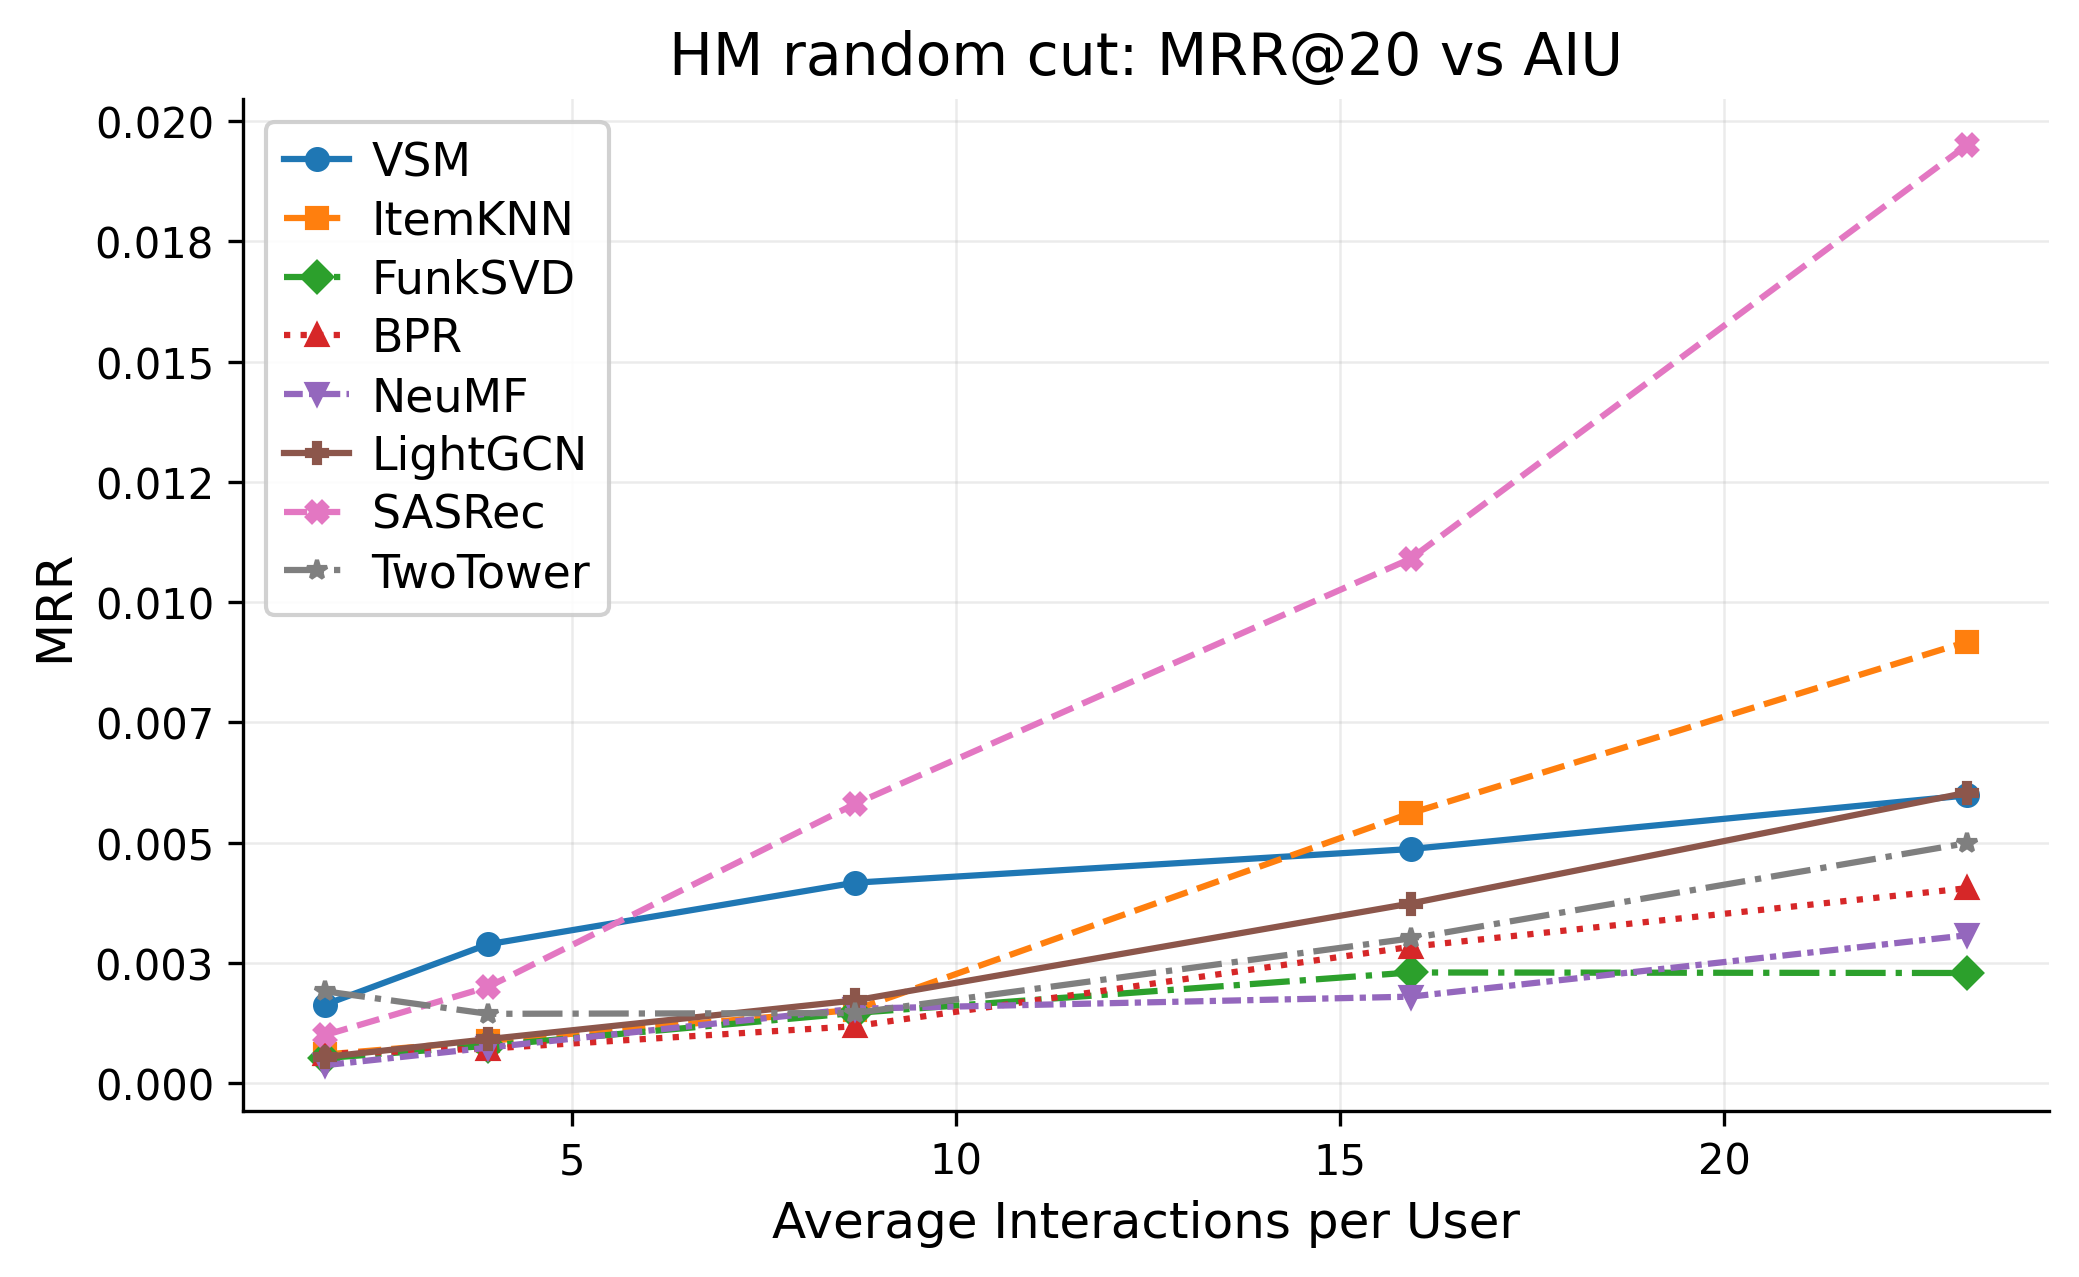 HM random cut: MRR@20 vs AIU
0.020
0.018
0.015
0.012
0.010
0.007
0.005
0.003
0.000
MRR
VSM
ItemKNN
FunkSVD
BPR
NeuMF
LightGCN
SASRec
TwoTower
5
10
15
20
Average Interactions per User